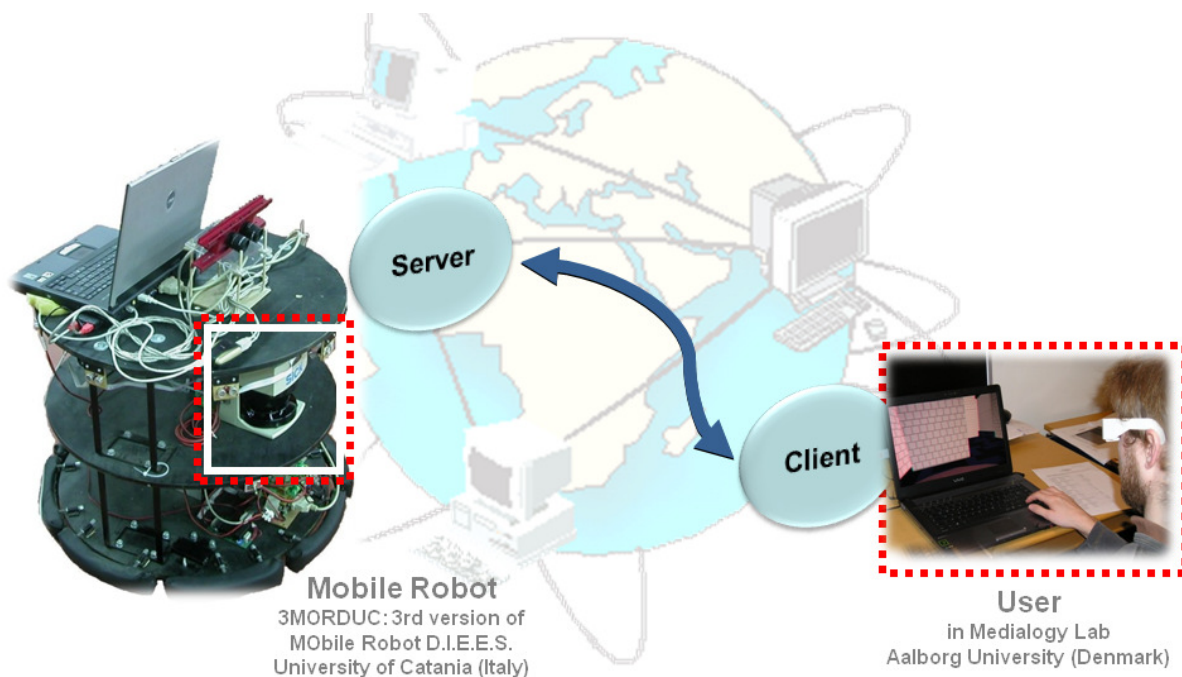 Server
SICK
Client
Mobile Robot
3MORDUC: 3rd version of
MObile Robot D.I.E.E.S.
University of Catania (Italy)
User
in Medialogy Lab
Aalborg University (Denmark)